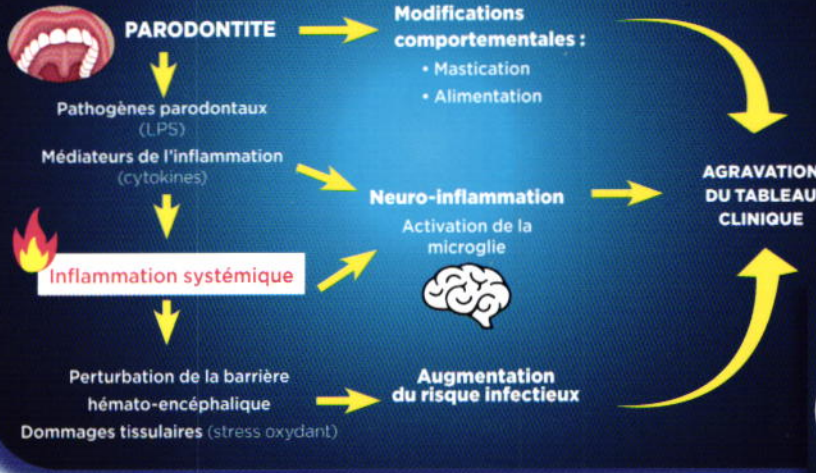 PARODONTITE
Modifications
comportementales :
• Mastication
• Alimentation
Pathogènes parodontaux
(LPS)
Médiateurs de l'inflammation
(cytokines)
Neuro-inflammation
Activation de la
microglie
AGRAVATION
DU TABLEAU
CLINIQUE
Inflammation systémique
Perturbation de la barrière
hémato-encéphalique
Dommages tissulaires (stress oxydant)
Augmentation
du risque infectieux